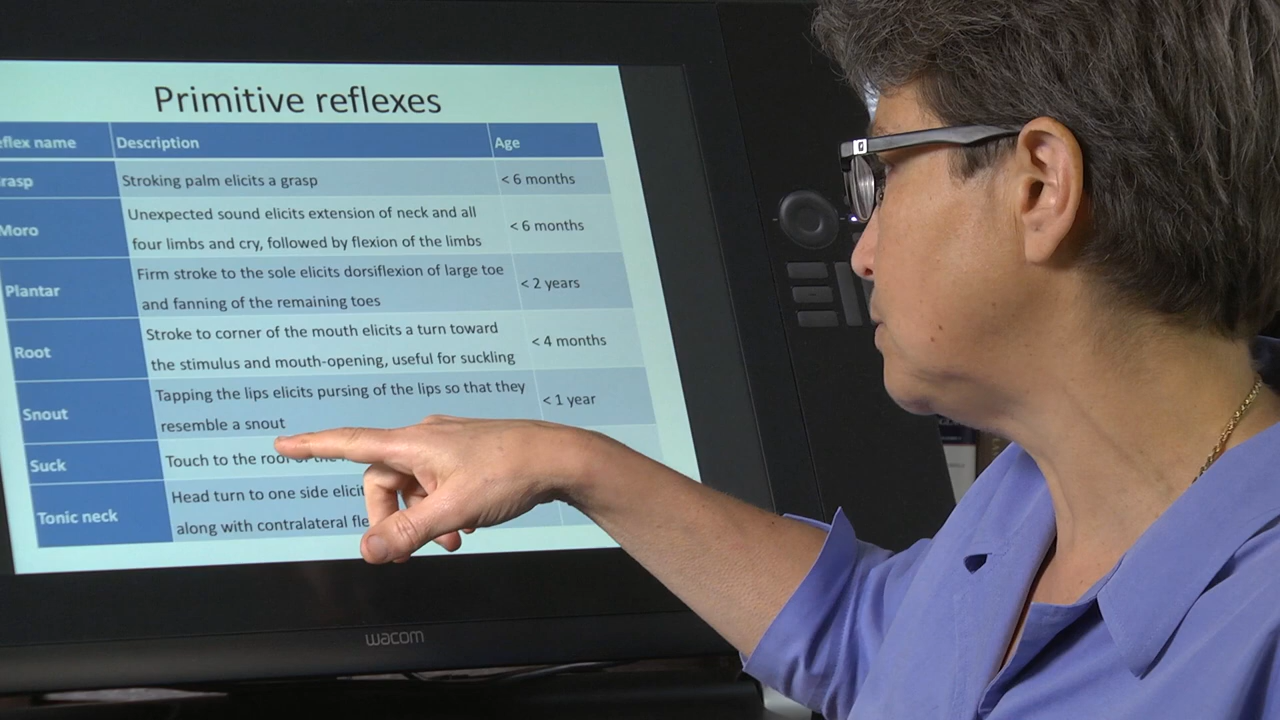 Primitive reflexes
eflex name Description Age
rasp Stroking palm elicits a grasp < 6 months
Moro Unexpected sound elicits extension of neck and all
four limbs and cry, followed by flexion of the limbs < 6 months
Plantar Firm stroke to the sole elicits dorsiflexion of large toe
and fanning of the remaining toes < 2 years
Root Stroke to corner of the mouth elicits a turn toward
the stimulus and mouth-opening, useful for suckling < 4 months
Snout Tapping the lips elicits pursing of the lips so that they
resemble a snout < 1 year
Suck Touch to the roof
Tonic neck Head turn to one side elicit
along with contralateral fle
wacom